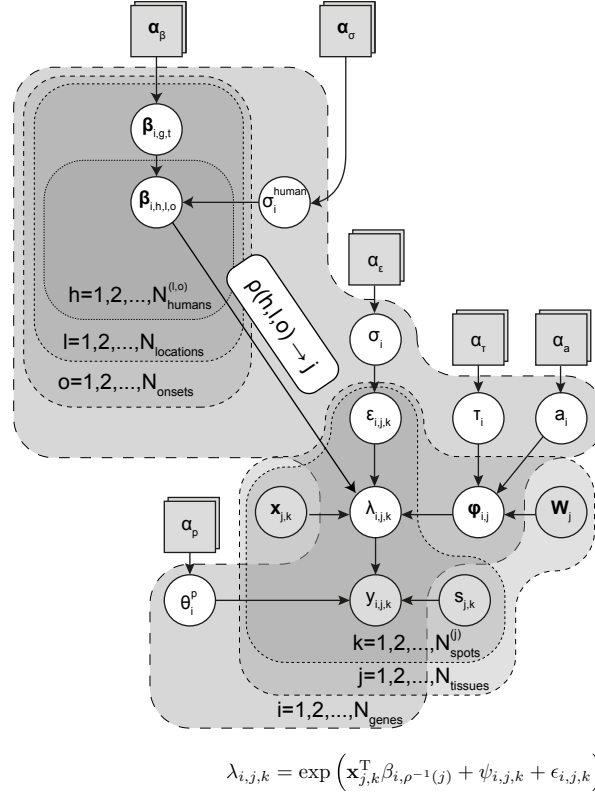 α_β α_σ
β_{i,g,t}
β_{i,h,l,o} σ_i^{human}
α_ε
h=1,2,...,N_{humans}^{(l,o)} ρ(h,l,o) → j
l=1,2,...,N_{locations} σ_i α_τ α_a
o=1,2,...,N_{onsets}
ε_{i,j,k} τ_i a_i
x_{j,k} λ_{i,j,k} φ_{i,j} W_j
α_ρ
θ_i^p y_{i,j,k} s_{j,k}
k=1,2,...,N_{spots}^{(j)}
j=1,2,...,N_{tissues}
i=1,2,...,N_{genes}
λ_{i,j,k} = exp (x_{j,k}^T β_{i,ρ^{-1}(j)} + ψ_{i,j,k} + ϵ_{i,j,k})